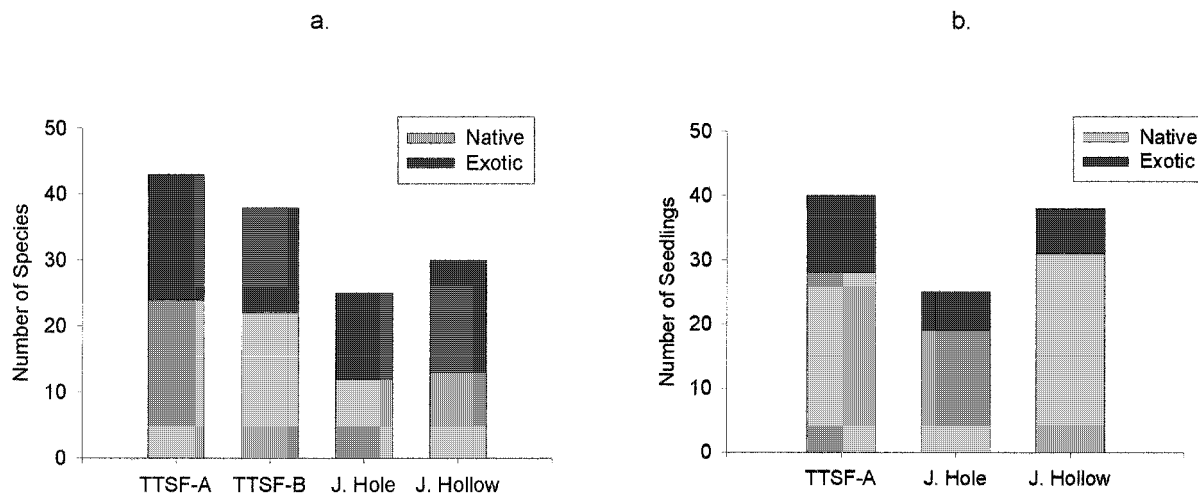 a.
Native
Exotic
Number of Species
50
40
30
20
10
0
TTSF-A TTSF-B J. Hole J. Hollow
b.
Native
Exotic
Number of Seedlings
50
40
30
20
10
0
TTSF-A J. Hole J. Hollow